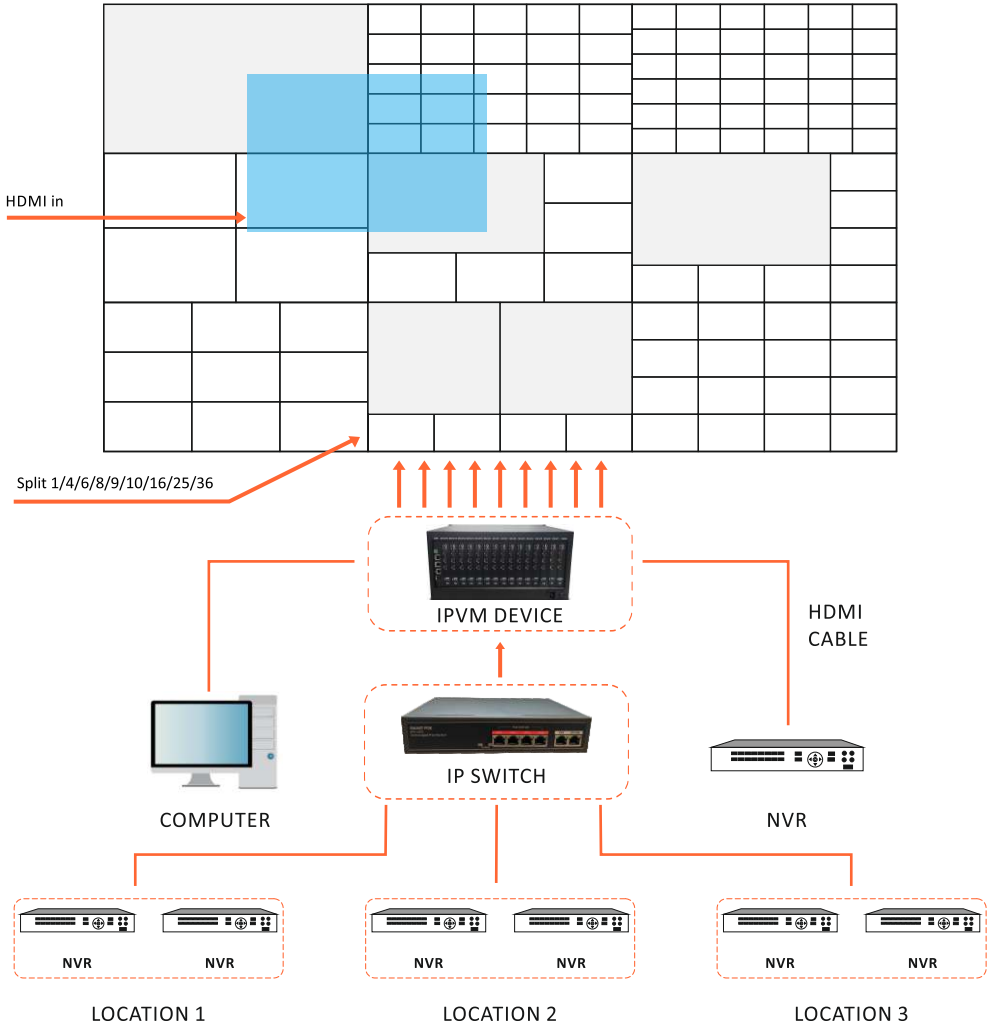 HDMI in
Split 1/4/6/8/9/10/16/25/36
IPVM DEVICE
HDMI
CABLE
IP SWITCH
COMPUTER
NVR
NVR
NVR
NVR
NVR
NVR
NVR
LOCATION 1
LOCATION 2
LOCATION 3